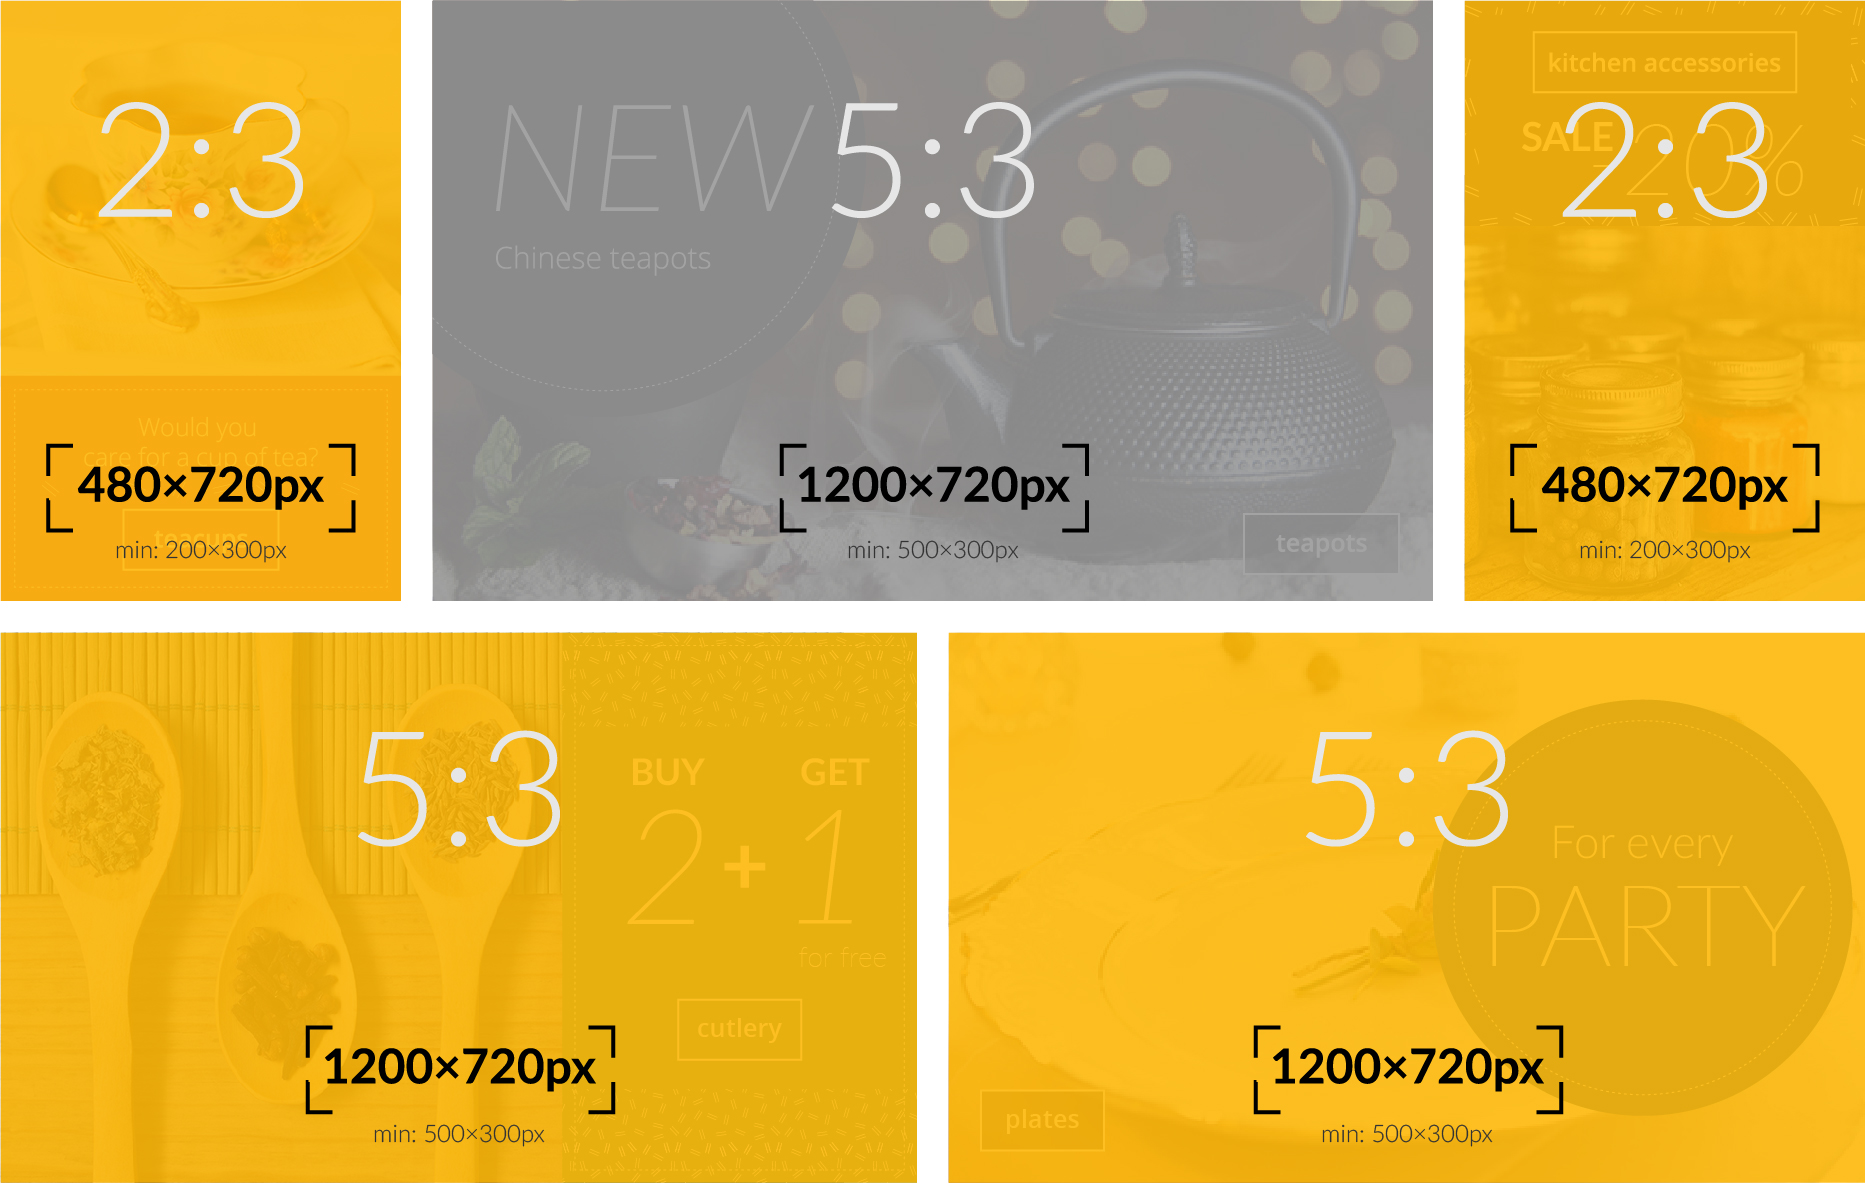 2:3
Would you
care for a cup of tea?
480×720px
teacups
min: 200×300px
NEW
5:3
Chinese teapots
1200×720px
min: 500×300px
teapots
kitchen accessories
SALE
-20%
2:3
480×720px
min: 200×300px
5:3
BUY GET
2 + 1
for free
cutlery
1200×720px
min: 500×300px
5:3
For every
PARTY
1200×720px
plates
min: 500×300px